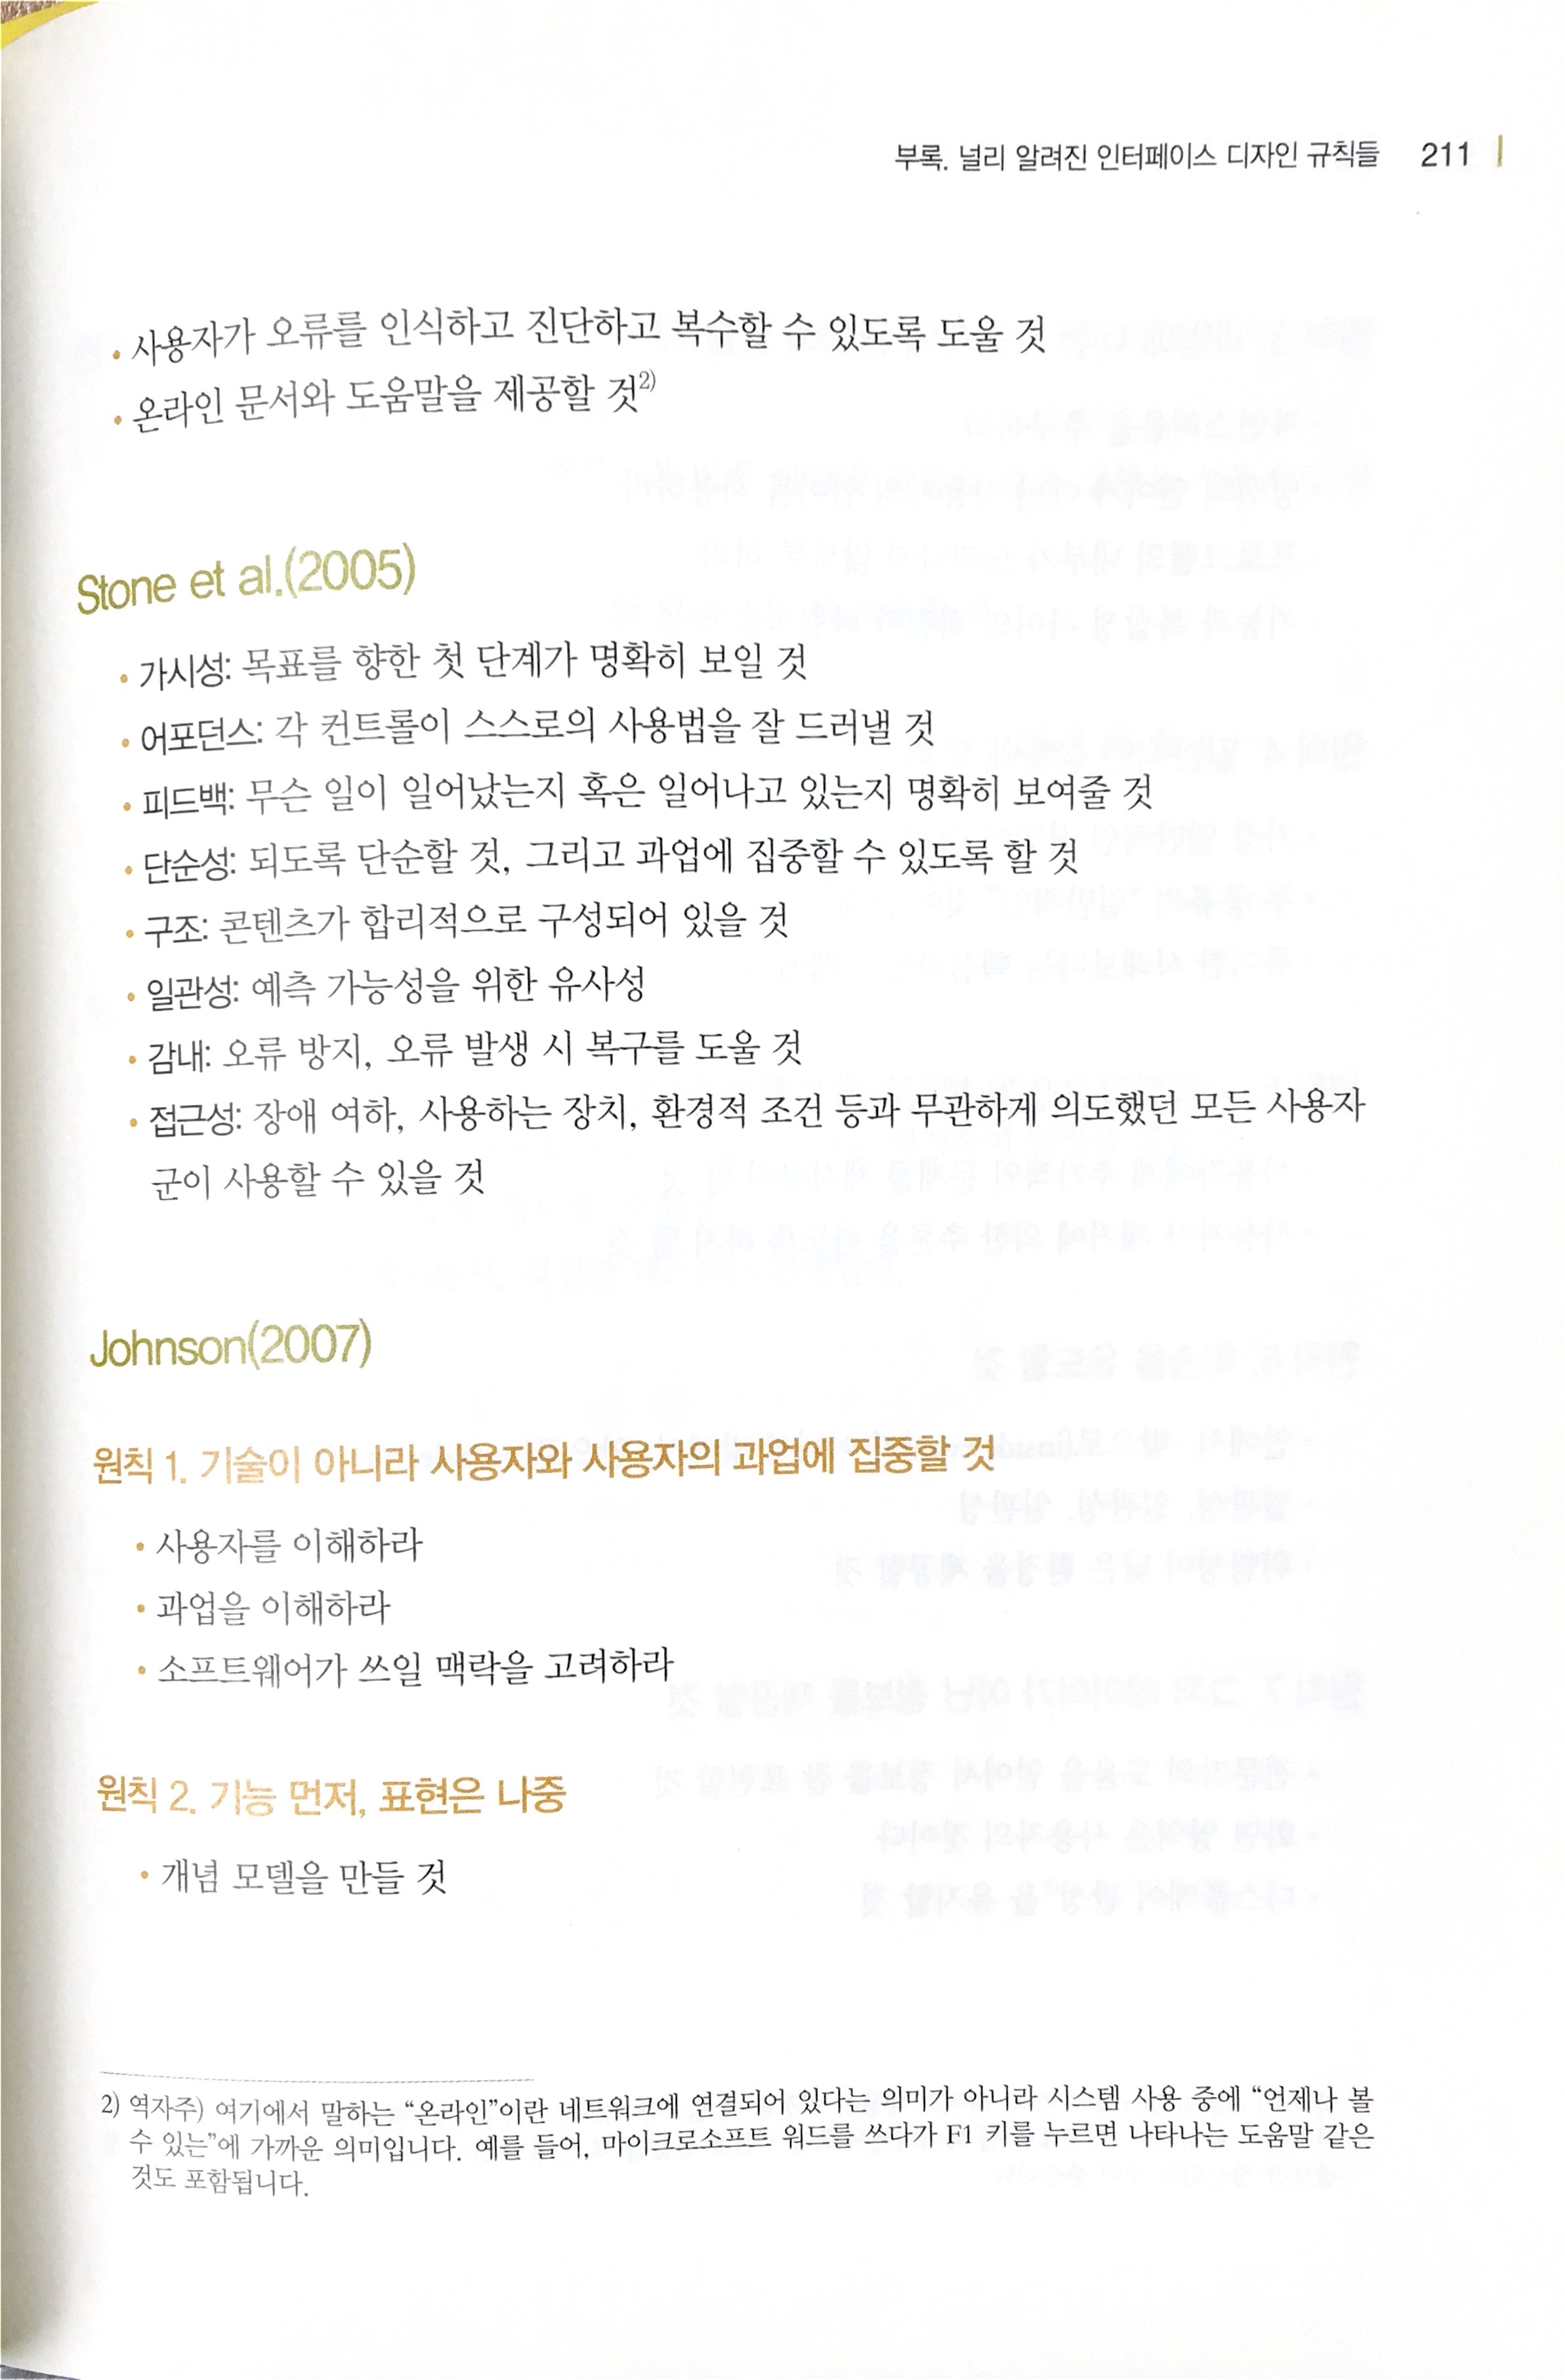 부록. 널리 알려진 인터페이스 디자인 규칙들 211
• 사용자가 오류를 인식하고 진단하고 복수할 수 있도록 도울 것
• 온라인 문서와 도움말을 제공할 것2)
Stone et al.(2005)
• 가시성: 목표를 향한 첫 단계가 명확히 보일 것
• 어포던스: 각 컨트롤이 스스로의 사용법을 잘 드러낼 것
• 피드백: 무슨 일이 일어났는지 혹은 일어나고 있는지 명확히 보여줄 것
• 단순성: 되도록 단순할 것, 그리고 과업에 집중할 수 있도록 할 것
• 구조: 콘텐츠가 합리적으로 구성되어 있을 것
• 일관성: 예측 가능성을 위한 유사성
• 감내: 오류 방지, 오류 발생 시 복구를 도울 것
• 접근성: 장애 여하, 사용하는 장치, 환경적 조건 등과 무관하게 의도했던 모든 사용자
군이 사용할 수 있을 것
Johnson(2007)
원칙 1. 기술이 아니라 사용자와 사용자의 과업에 집중할 것
• 사용자를 이해하라
• 과업을 이해하라
• 소프트웨어가 쓰일 맥락을 고려하라
원칙 2. 기능 먼저, 표현은 나중
• 개념 모델을 만들 것
2) 역자주) 여기에서 말하는 “온라인”이란 네트워크에 연결되어 있다는 의미가 아니라 시스템 사용 중에 “언제나 볼
수 있는”에 가까운 의미입니다. 예를 들어, 마이크로소프트 워드를 쓰다가 F1 키를 누르면 나타나는 도움말 같은
것도 포함됩니다.